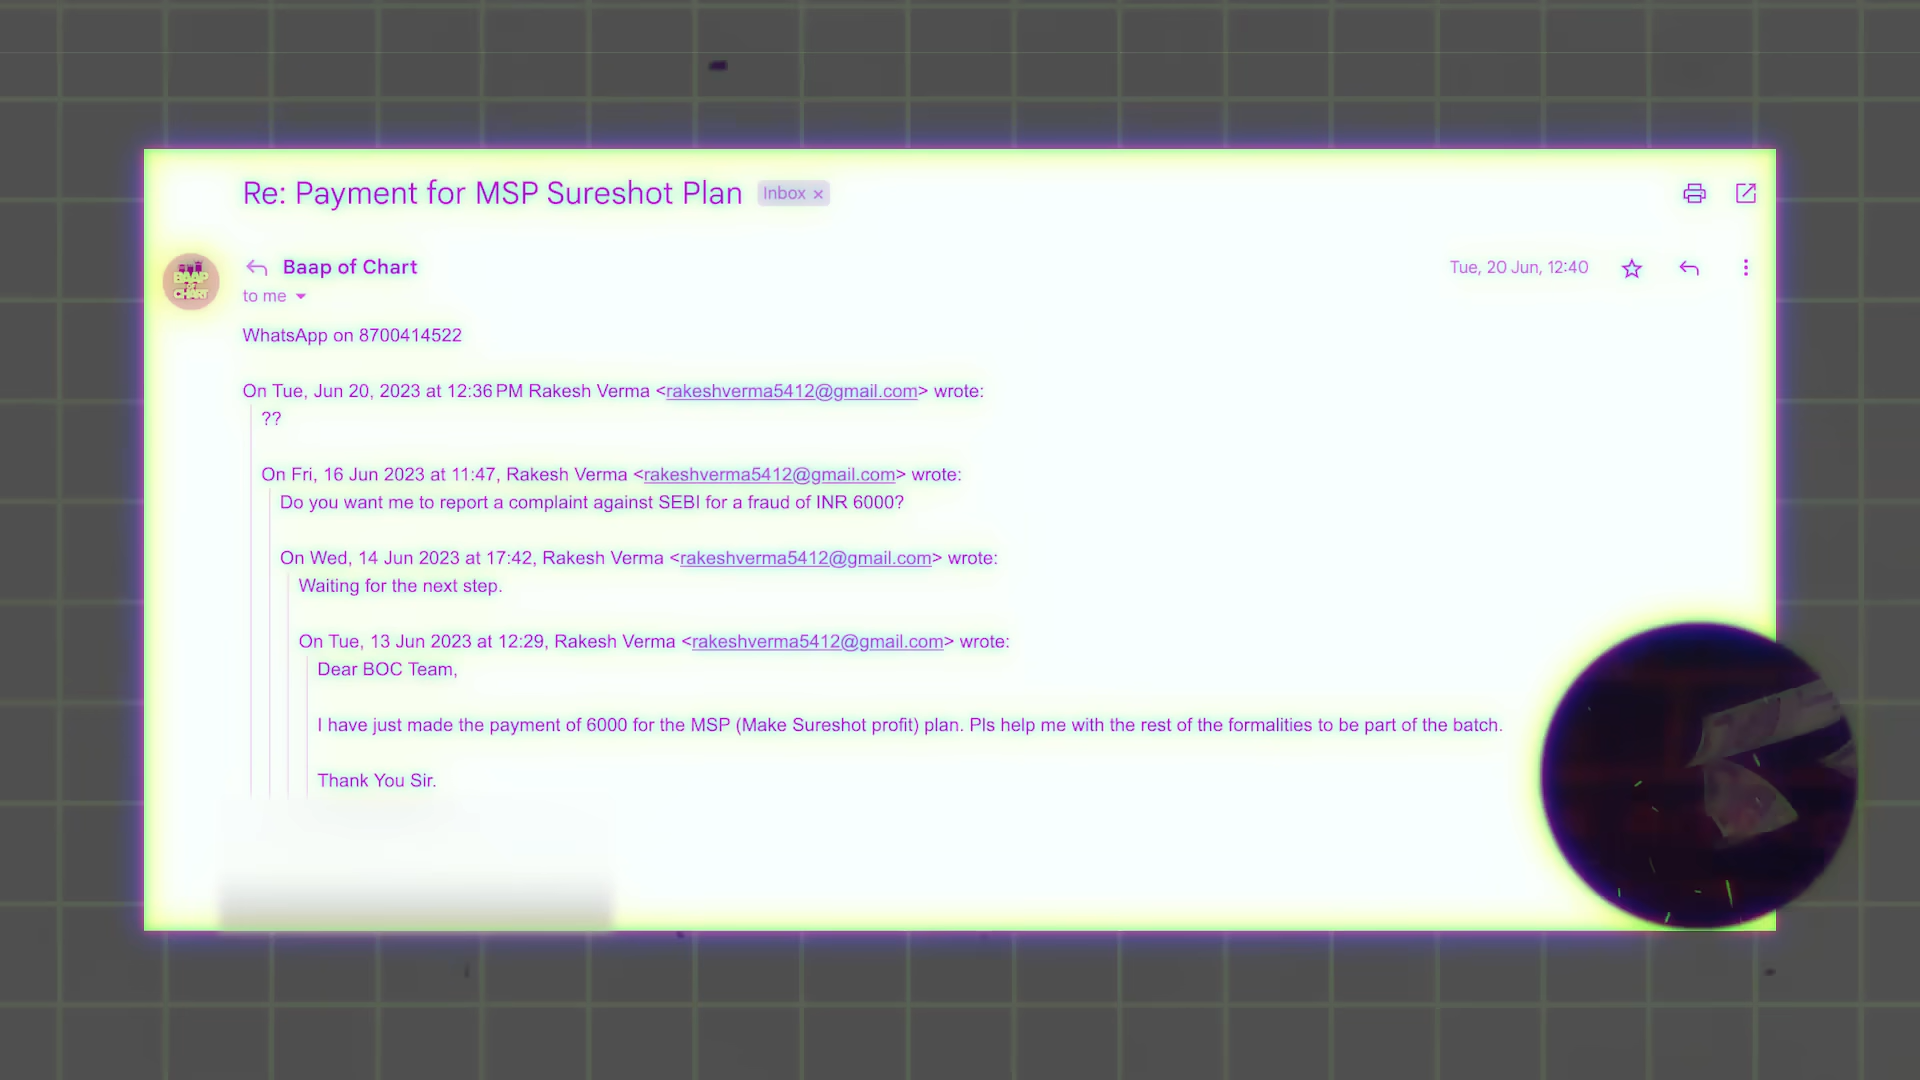 Re: Payment for MSP Sureshot Plan Inbox x
BAAP OF CHART
Baap of Chart
Tue, 20 Jun, 12:40
to me
WhatsApp on 8700414522
On Tue, Jun 20, 2023 at 12:36 PM Rakesh Verma <rakeshverma5412@gmail.com> wrote:
??
On Fri, 16 Jun 2023 at 11:47, Rakesh Verma <rakeshverma5412@gmail.com> wrote:
Do you want me to report a complaint against SEBI for a fraud of INR 6000?
On Wed, 14 Jun 2023 at 17:42, Rakesh Verma <rakeshverma5412@gmail.com> wrote:
Waiting for the next step.
On Tue, 13 Jun 2023 at 12:29, Rakesh Verma <rakeshverma5412@gmail.com> wrote:
Dear BOC Team,
I have just made the payment of 6000 for the MSP (Make Sureshot profit) plan. Pls help me with the rest of the formalities to be part of the batch.
Thank You Sir.